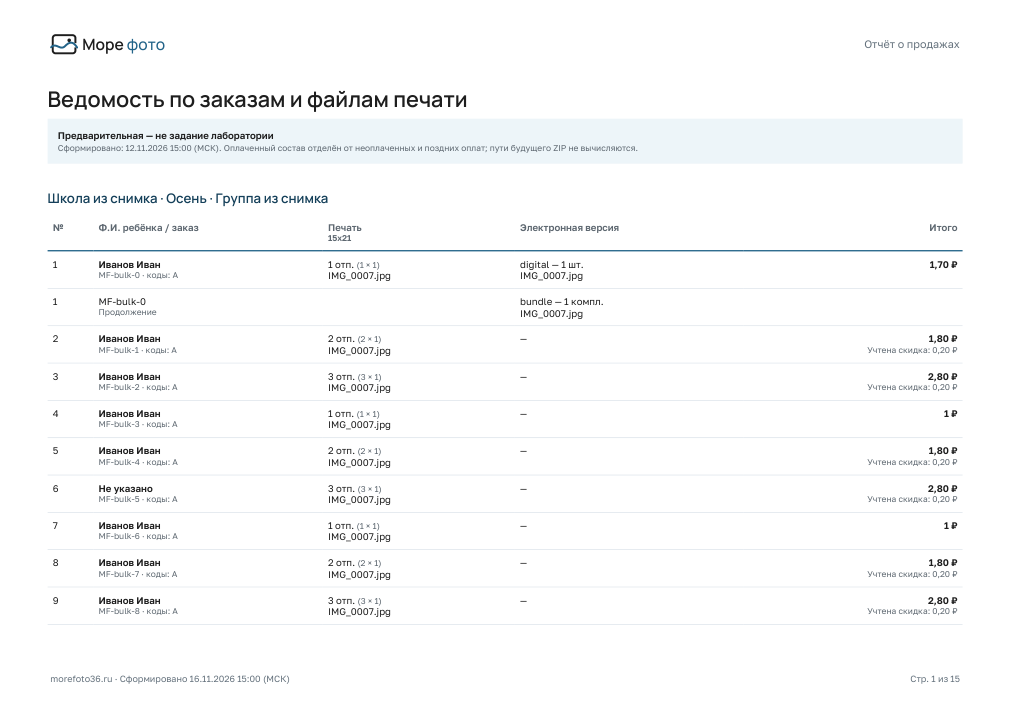 Море фото
Отчёт о продажах
Ведомость по заказам и файлам печати
Предварительная — не задание лаборатории
Сформировано: 12.11.2026 15:00 (МСК). Оплаченный состав отделён от неоплаченных и поздних оплат; пути будущего ZIP не вычисляются.
Школа из снимка · Осень · Группа из снимка
№ Ф.И. ребёнка / заказ Печать Электронная версия Итого
15x21
1 Иванов Иван 1 отп. (1 × 1) digital — 1 шт. 1,70 ₽
MF-bulk-0 · коды: A IMG_0007.jpg IMG_0007.jpg
1 MF-bulk-0 bundle — 1 компл.
Продолжение IMG_0007.jpg
2 Иванов Иван 2 отп. (2 × 1) — 1,80 ₽
MF-bulk-1 · коды: A IMG_0007.jpg Учтена скидка: 0,20 ₽
3 Иванов Иван 3 отп. (3 × 1) — 2,80 ₽
MF-bulk-2 · коды: A IMG_0007.jpg Учтена скидка: 0,20 ₽
4 Иванов Иван 1 отп. (1 × 1) — 1 ₽
MF-bulk-3 · коды: A IMG_0007.jpg
5 Иванов Иван 2 отп. (2 × 1) — 1,80 ₽
MF-bulk-4 · коды: A IMG_0007.jpg Учтена скидка: 0,20 ₽
6 Не указано 3 отп. (3 × 1) — 2,80 ₽
MF-bulk-5 · коды: A IMG_0007.jpg Учтена скидка: 0,20 ₽
7 Иванов Иван 1 отп. (1 × 1) — 1 ₽
MF-bulk-6 · коды: A IMG_0007.jpg
8 Иванов Иван 2 отп. (2 × 1) — 1,80 ₽
MF-bulk-7 · коды: A IMG_0007.jpg Учтена скидка: 0,20 ₽
9 Иванов Иван 3 отп. (3 × 1) — 2,80 ₽
MF-bulk-8 · коды: A IMG_0007.jpg Учтена скидка: 0,20 ₽
morefoto36.ru · Сформировано 16.11.2026 15:00 (МСК) Стр. 1 из 15